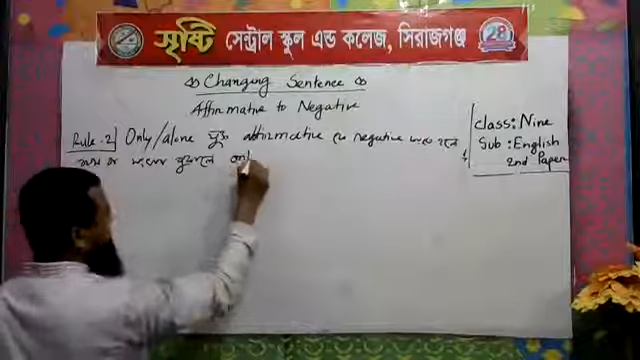 সৃষ্টি সেন্ট্রাল স্কুল এন্ড কলেজ, সিরাজগঞ্জ
28
Changing Sentence
Affirmative to Negative
Rule-2 Only/alone যুক্ত affirmative কে negative করতে হলে
বুঝালে onl
class: Nine
Sub: English
2nd Paper